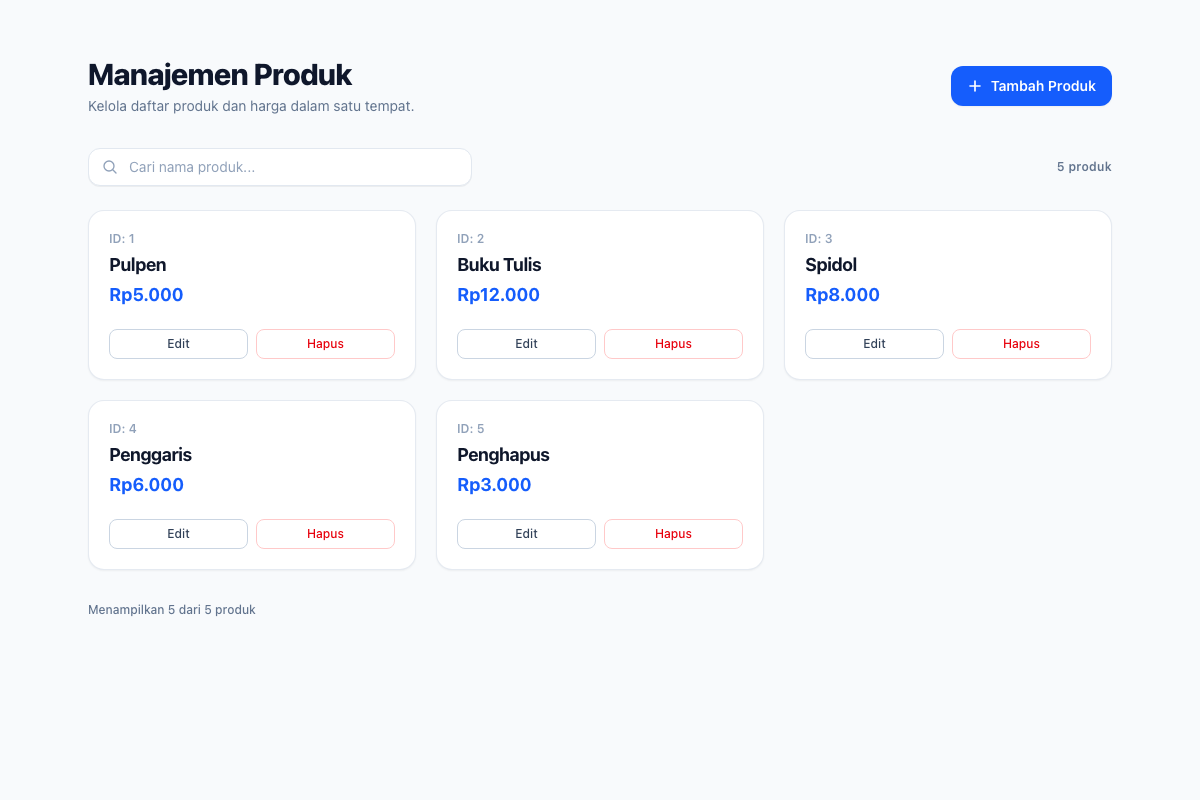 Manajemen Produk
Kelola daftar produk dan harga dalam satu tempat.
Tambah Produk
Cari nama produk...
5 produk
ID: 1
Pulpen
Rp5.000
Edit
Hapus
ID: 2
Buku Tulis
Rp12.000
Edit
Hapus
ID: 3
Spidol
Rp8.000
Edit
Hapus
ID: 4
Penggaris
Rp6.000
Edit
Hapus
ID: 5
Penghapus
Rp3.000
Edit
Hapus
Menampilkan 5 dari 5 produk